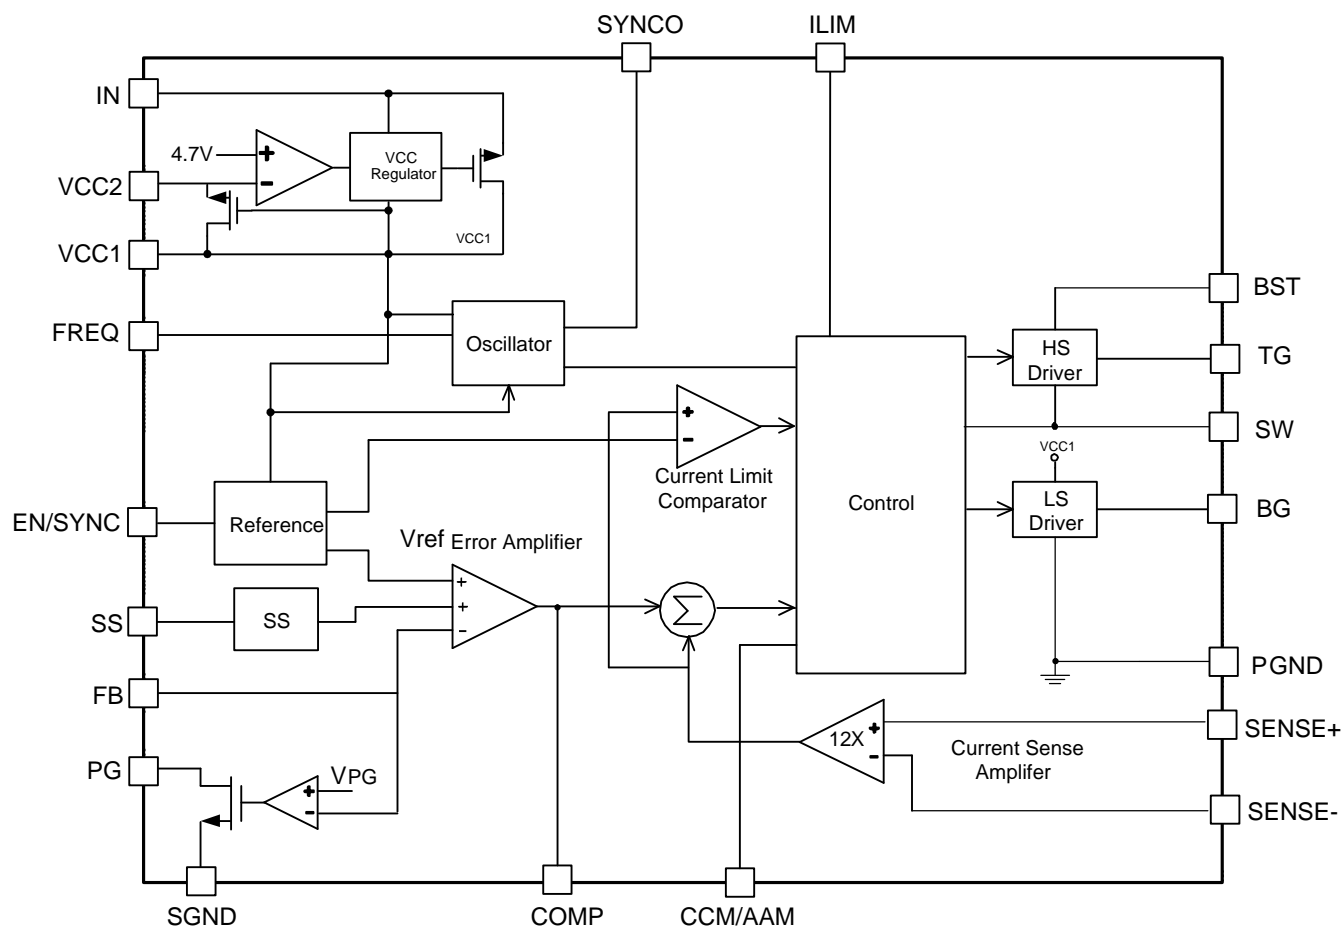 SYNCO
ILIM
IN
4.7V
+
-
VCC
Regulator
VCC2
VCC1
VCC1
FREQ
Oscillator
HS
Driver
BST
TG
SW
+
-
Current Limit
Comparator
Control
VCC1
LS
Driver
BG
EN/SYNC
Reference
Vref Error Amplifier
+
+
-
SS
SS
Σ
PGND
FB
12X
+
-
Current Sense
Amplifer
SENSE+
SENSE-
PG
VPG
+
-
SGND
COMP
CCM/AAM